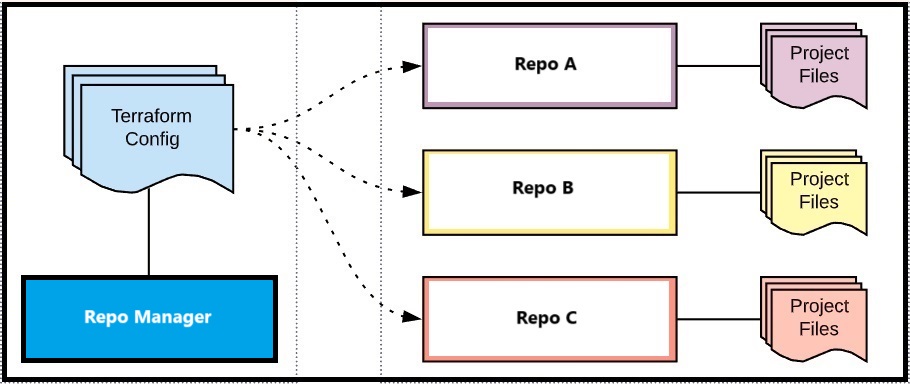 Terraform
Config
Repo Manager
Repo A
Project
Files
Repo B
Project
Files
Repo C
Project
Files